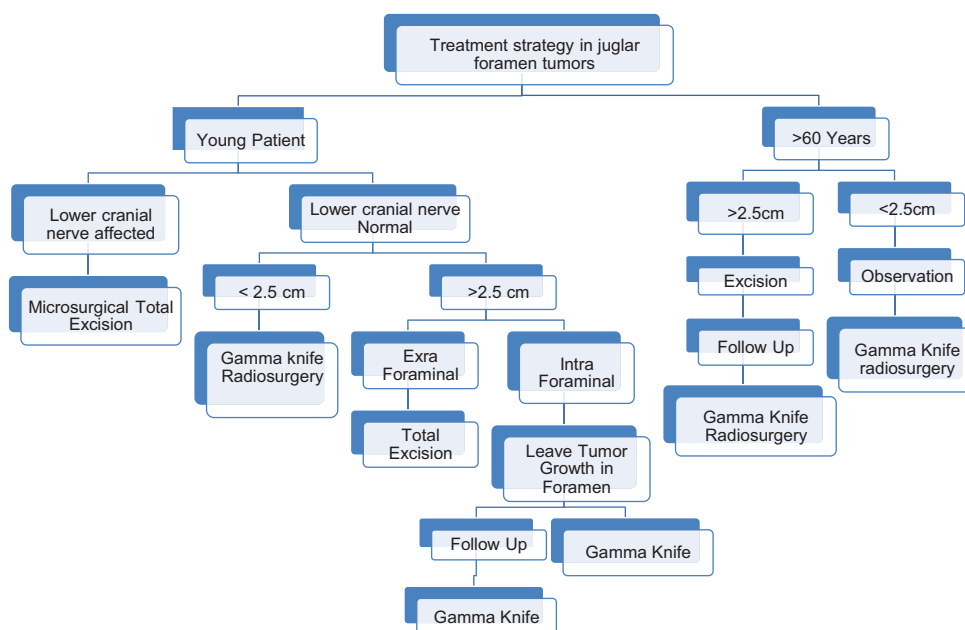 Treatment strategy in juglar
foramen tumors
Young Patient
>60 Years
Lower cranial
nerve affected
Lower cranial nerve
Normal
>2.5cm
<2.5cm
Microsurgical Total
Excision
< 2.5 cm
>2.5 cm
Excision
Observation
Gamma knife
Radiosurgery
Exra
Foraminal
Intra
Foraminal
Follow Up
Gamma Knife
radiosurgery
Total
Excision
Leave Tumor
Growth in
Foramen
Gamma Knife
Radiosurgery
Follow Up
Gamma Knife
Gamma Knife